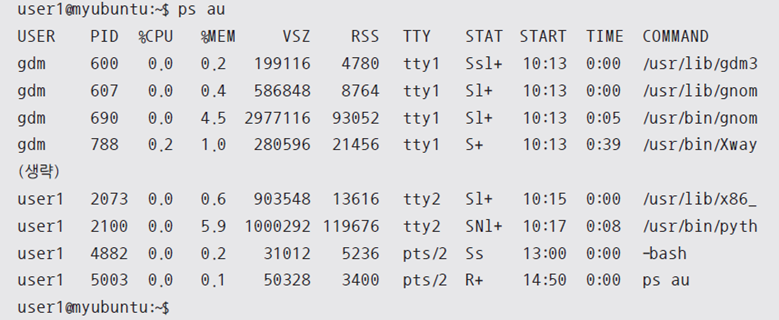 user1@myubuntu:~$ ps au
USER PID %CPU %MEM VSZ RSS TTY STAT START TIME COMMAND
gdm 600 0.0 0.2 199116 4780 tty1 Ssl+ 10:13 0:00 /usr/lib/gdm3
gdm 607 0.0 0.4 586848 8764 tty1 Sl+ 10:13 0:00 /usr/lib/gnom
gdm 690 0.0 4.5 2977116 93052 tty1 Sl+ 10:13 0:05 /usr/bin/gnom
gdm 788 0.2 1.0 280596 21456 tty1 S+ 10:13 0:39 /usr/bin/Xway
(생략)
user1 2073 0.0 0.6 903548 13616 tty2 Sl+ 10:15 0:00 /usr/lib/x86_
user1 2100 0.0 5.9 1000292 119676 tty2 SNl+ 10:17 0:08 /usr/bin/pyth
user1 4882 0.0 0.2 31012 5236 pts/2 Ss 13:00 0:00 -bash
user1 5003 0.0 0.1 50328 3400 pts/2 R+ 14:50 0:00 ps au
user1@myubuntu:~$